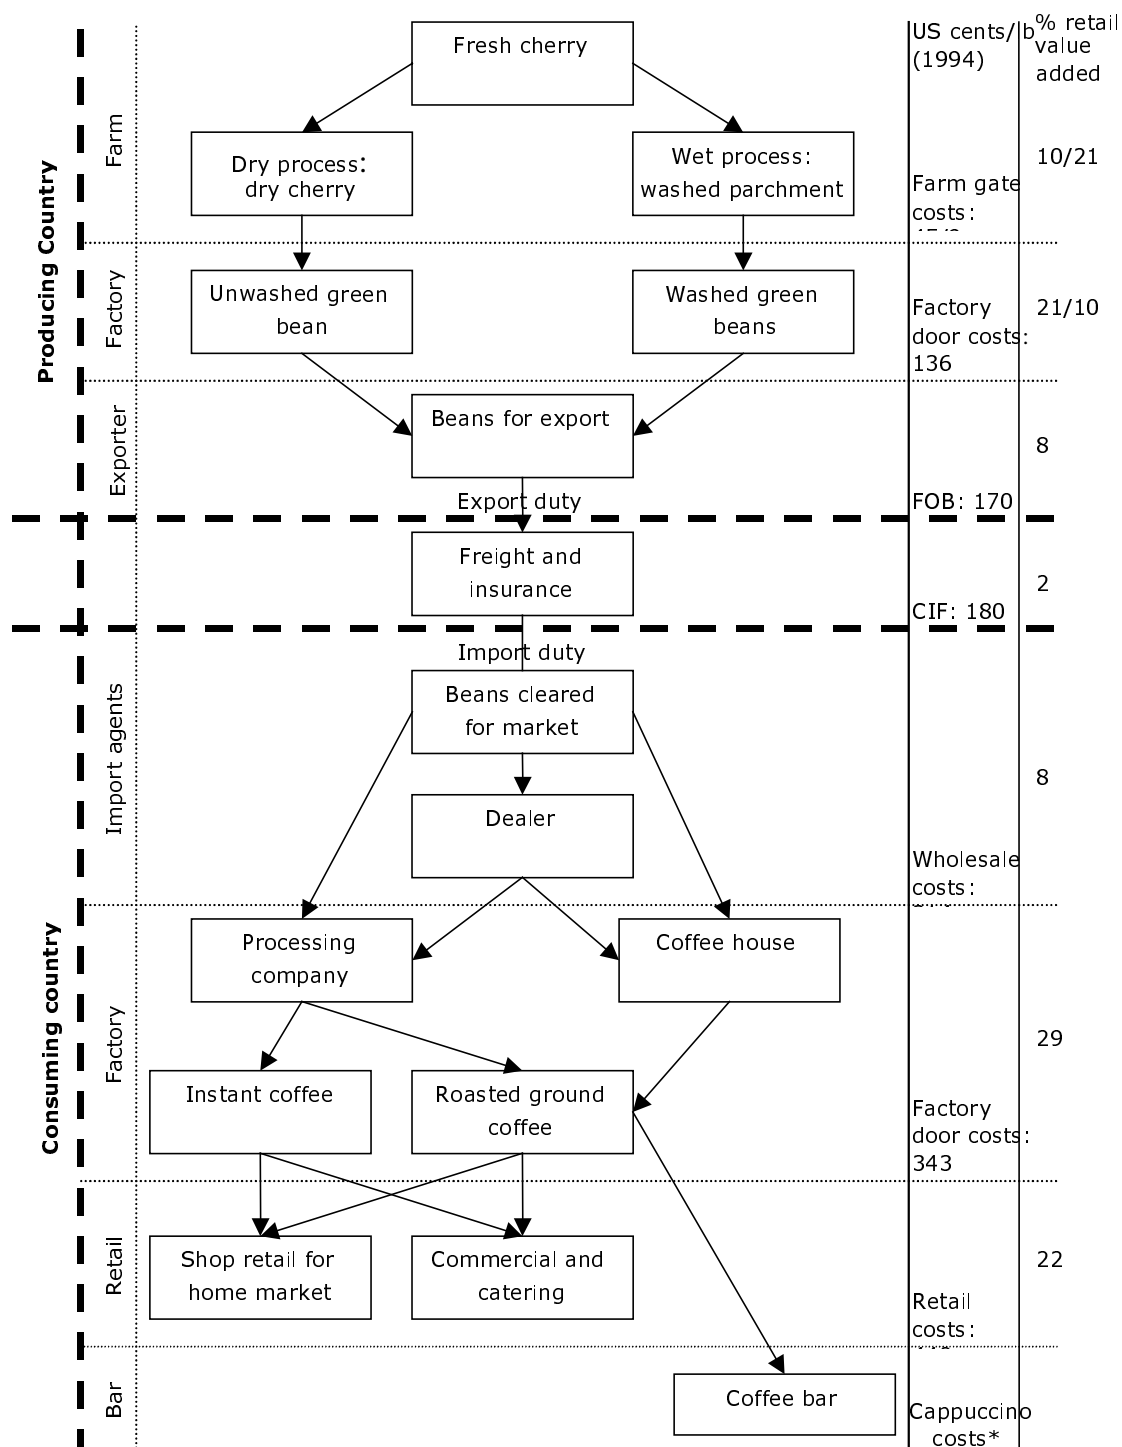 Fresh cherry
US cents/ b
(1994)
% retail
value
added
Farm
Dry process:
dry cherry
Wet process:
washed parchment
10/21
Farm gate
costs:
Producing Country
Factory
Unwashed green
bean
Washed green
beans
Factory
door costs:
136
21/10
Exporter
Beans for export
8
Export duty
FOB: 170
Freight and
insurance
2
CIF: 180
Import duty
Import agents
Beans cleared
for market
8
Dealer
Wholesale
costs:
Consuming country
Factory
Processing
company
Coffee house
29
Instant coffee
Roasted ground
coffee
Factory
door costs:
343
Retail
Shop retail for
home market
Commercial and
catering
22
Retail
costs:
Bar
Coffee bar
Cappuccino
costs*